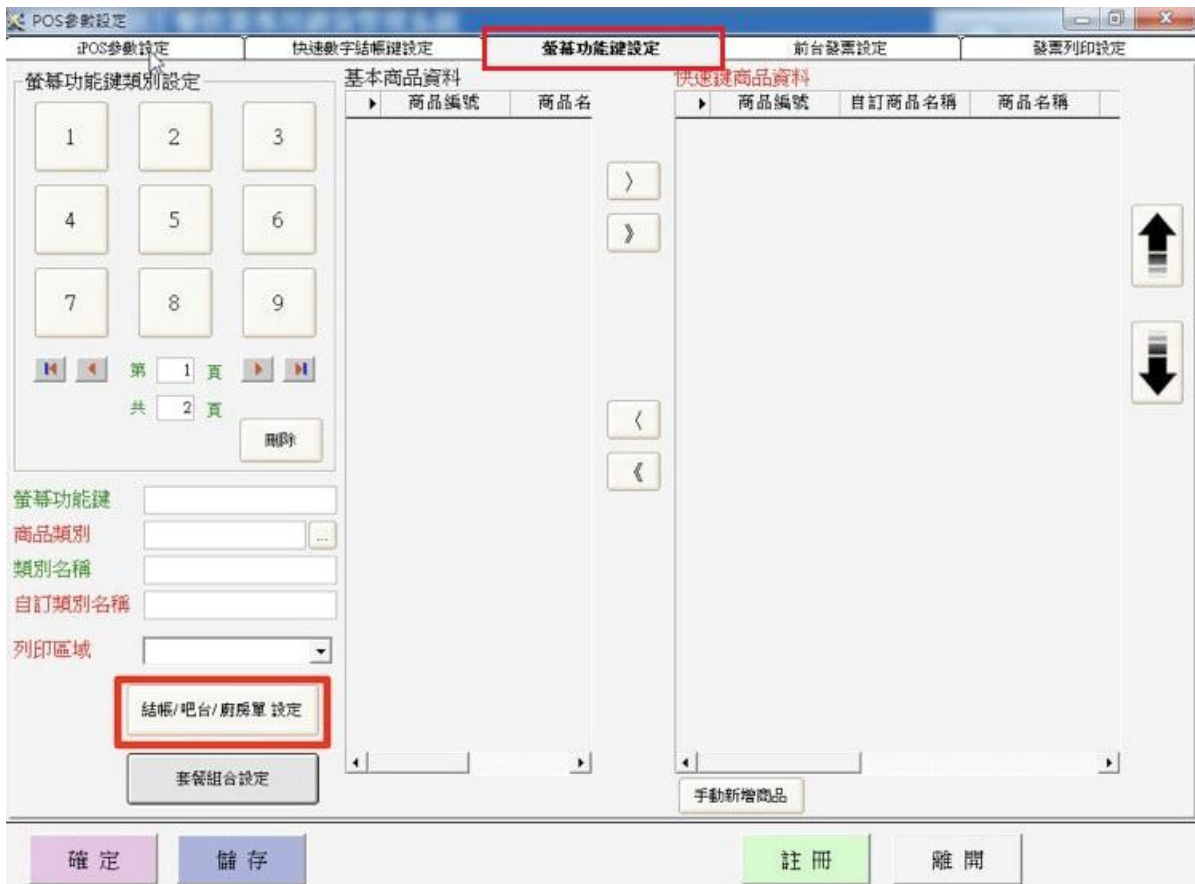 POS參數設定
iPOS參數設定 快速數字結帳鍵設定 螢幕功能鍵設定 前台發票設定 發票列印設定
螢幕功能鍵類別設定 基本商品資料 快速鍵商品資料
商品編號 商品名 商品編號 自訂商品名稱 商品名稱
1 2 3
〉
4 5 6
》
7 8 9
第 1 頁
共 2 頁
〈
刪除
《
螢幕功能鍵
商品類別 ...
類別名稱
自訂類別名稱
列印區域
結帳/吧台/廚房單 設定
套餐組合設定
手動新增商品
確 定 儲 存 註 冊 離 開